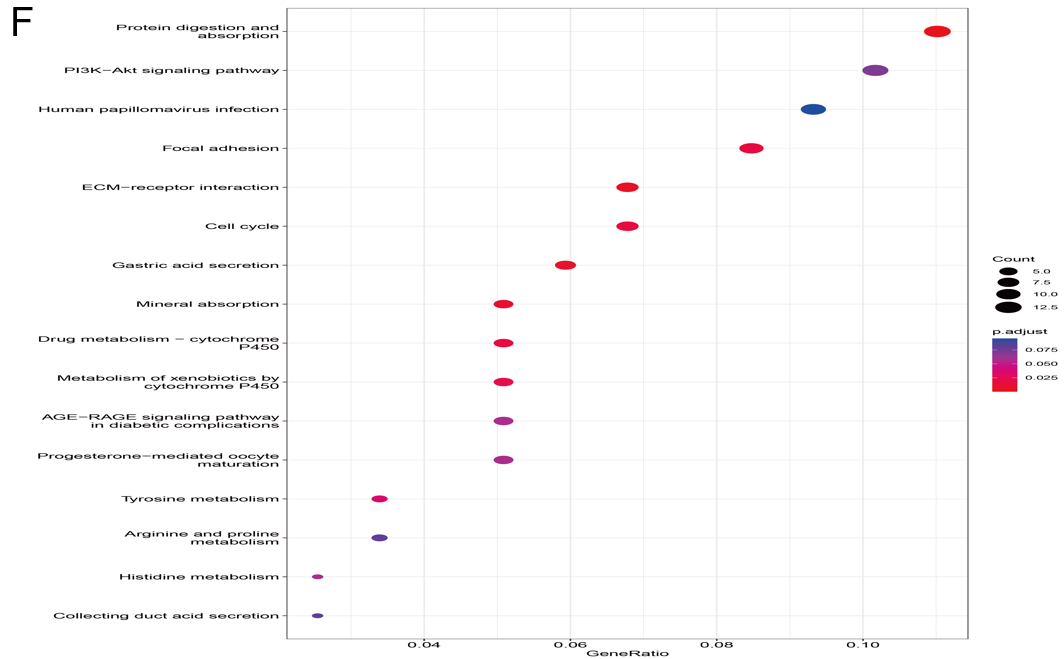 F
Protein digestion and
absorption
PI3K−Akt signaling pathway
Human papillomavirus infection
Focal adhesion
ECM−receptor interaction
Cell cycle
Gastric acid secretion
Mineral absorption
Drug metabolism − cytochrome
P450
Metabolism of xenobiotics by
cytochrome P450
AGE−RAGE signaling pathway
in diabetic complications
Progesterone−mediated oocyte
maturation
Tyrosine metabolism
Arginine and proline
metabolism
Histidine metabolism
Collecting duct acid secretion
0.04 0.06 0.08 0.10
GeneRatio
Count
5.0
7.5
10.0
12.5
p.adjust
0.075
0.050
0.025